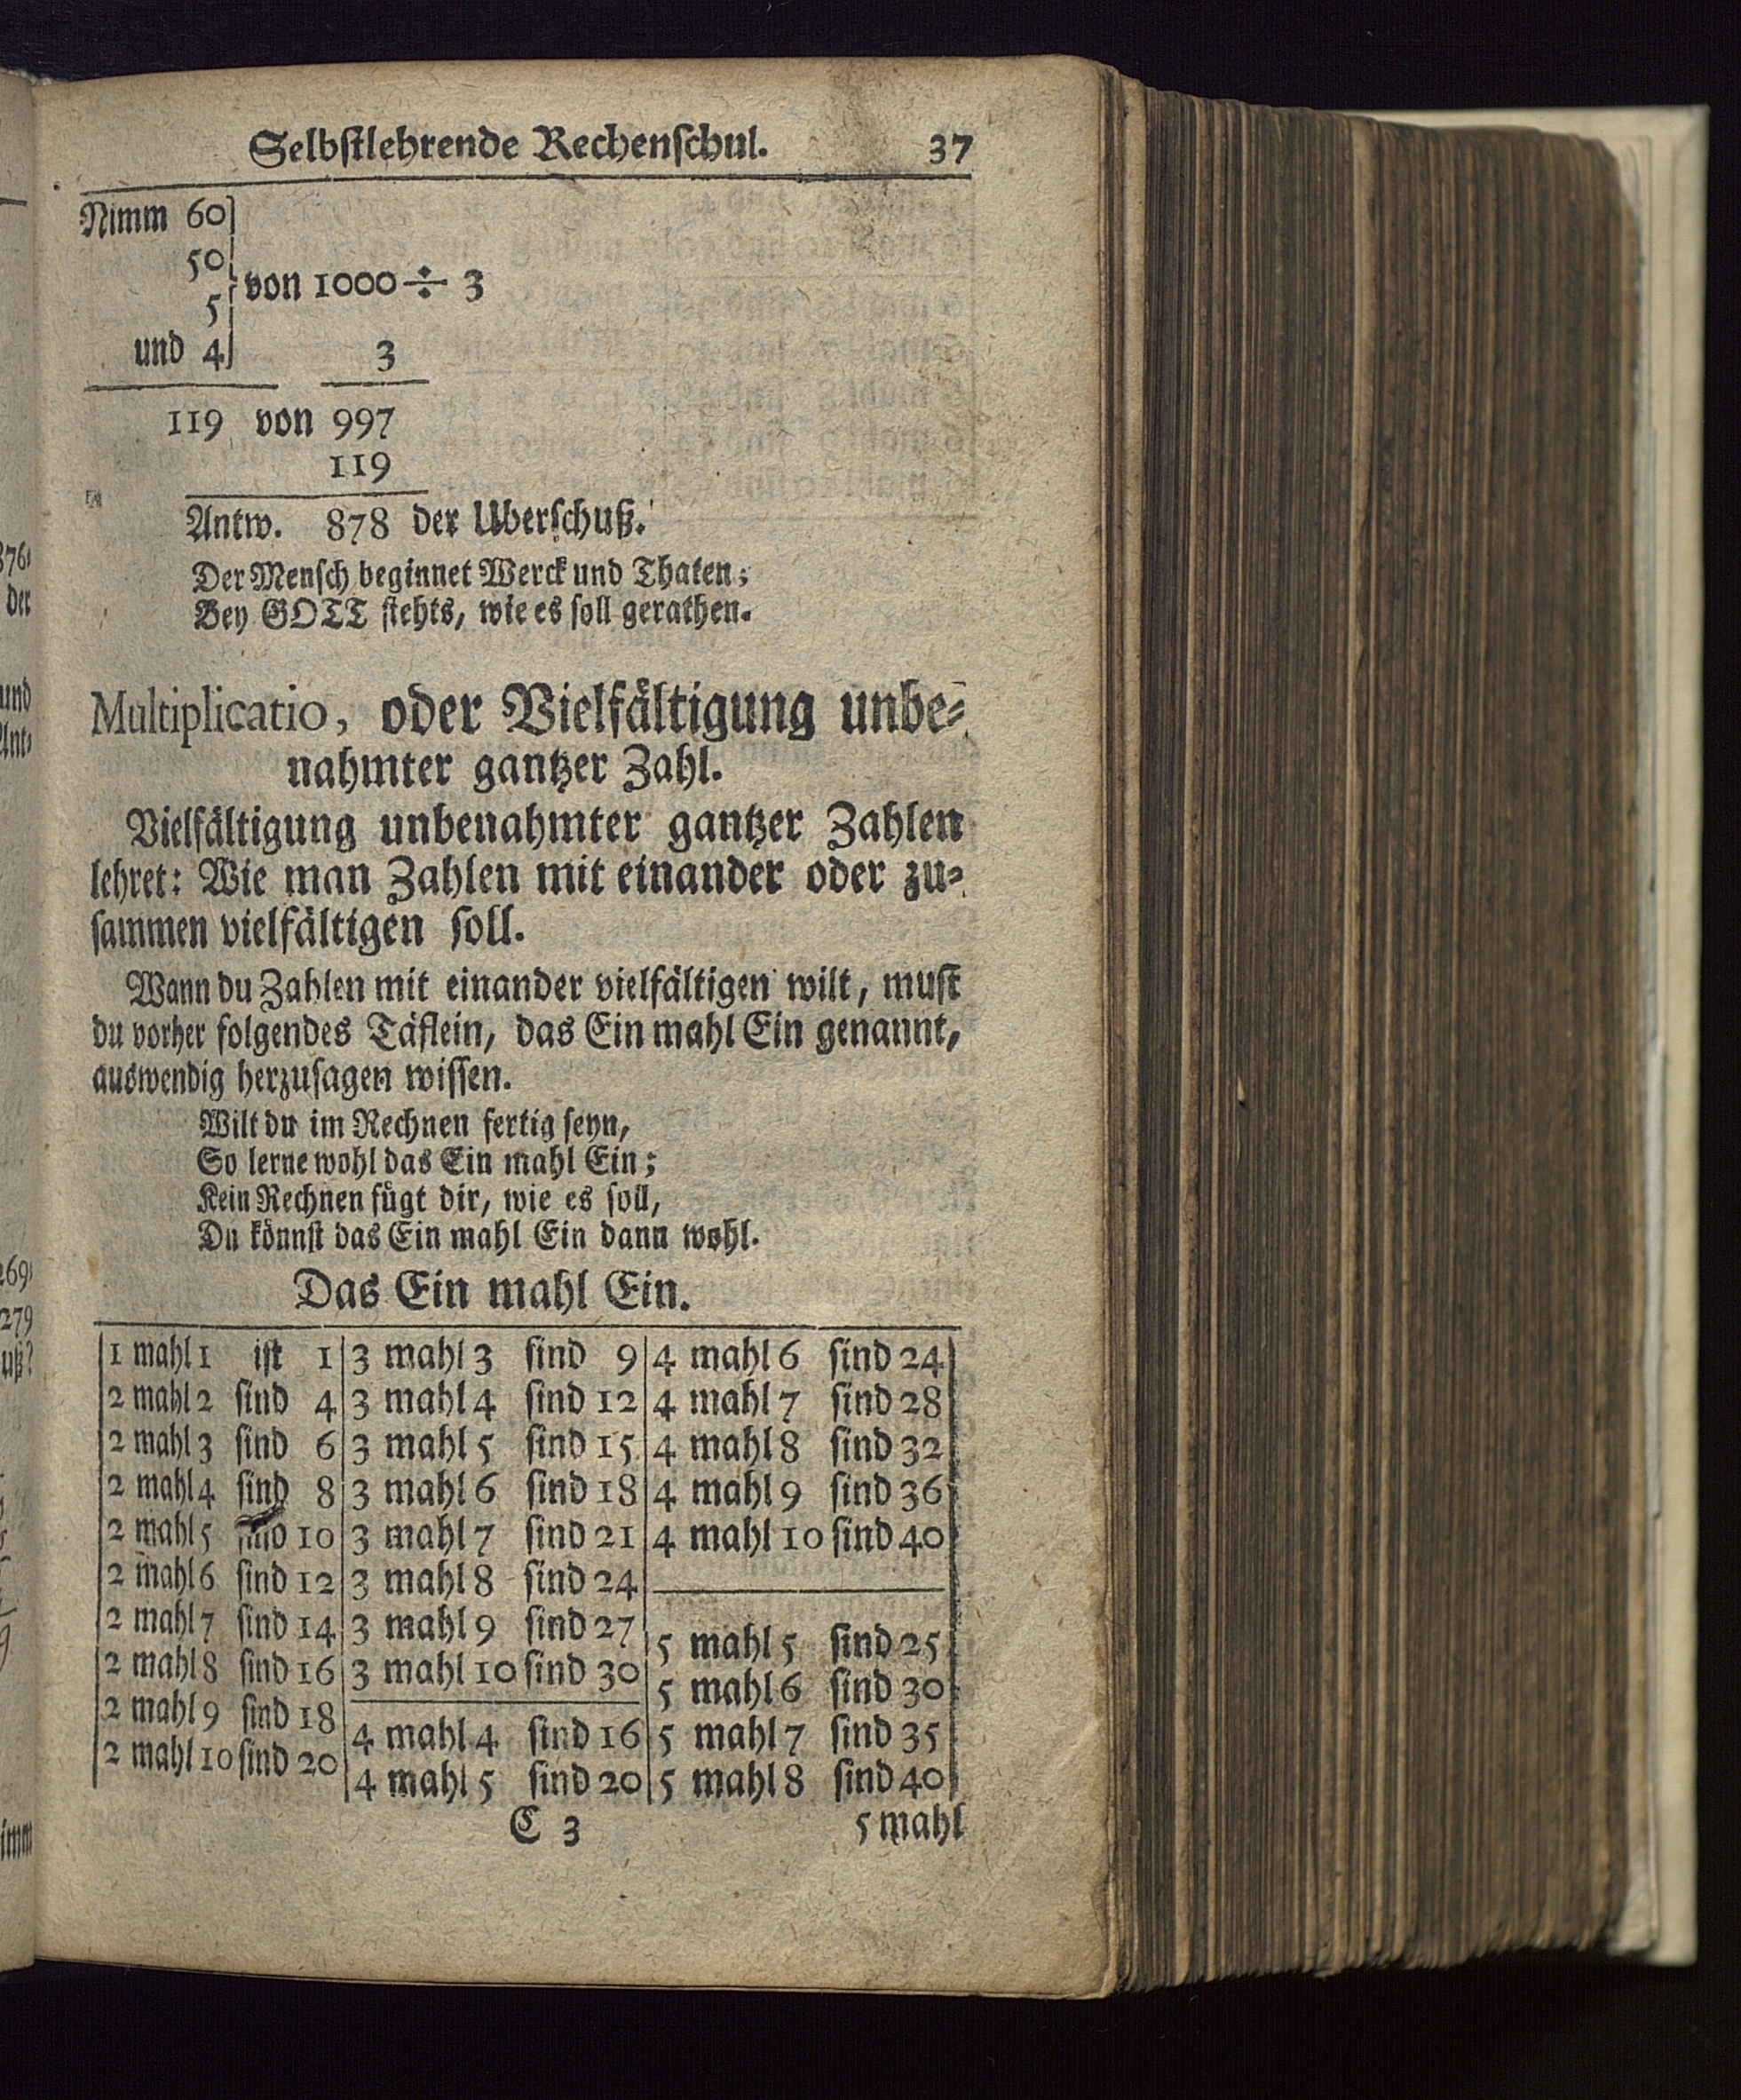 Selbstlehrende Rechenschul. 37
Nimm 60
50
von 1000 ÷ 3
5
und 4 3
119 von 997
119
Antw. 878 der Uberschuß.
Der Mensch beginnet Werck und Thaten;
Bey GOTT stehts, wie es soll gerathen.
Multiplicatio, oder Vielfältigung unbe-
nahmter gantzer Zahl.
Vielfältigung unbenahmter gantzer Zahlen
lehret: Wie man Zahlen mit einander oder zu-
sammen vielfältigen soll.
Wann du Zahlen mit einander vielfältigen wilt, must
du vorher folgendes Täflein, das Ein mahl Ein genannt,
auswendig herzusagen wissen.
Wilt du im Rechnen fertig seyn,
So lerne wohl das Ein mahl Ein;
Kein Rechnen fügt dir, wie es soll,
Du könnst das Ein mahl Ein dann wohl.
Das Ein mahl Ein.
1 mahl 1 ist 1
2 mahl 2 sind 4
2 mahl 3 sind 6
2 mahl 4 sind 8
2 mahl 5 sind 10
2 mahl 6 sind 12
2 mahl 7 sind 14
2 mahl 8 sind 16
2 mahl 9 sind 18
2 mahl 10 sind 20
3 mahl 3 sind 9
3 mahl 4 sind 12
3 mahl 5 sind 15
3 mahl 6 sind 18
3 mahl 7 sind 21
3 mahl 8 sind 24
3 mahl 9 sind 27
3 mahl 10 sind 30
4 mahl 4 sind 16
4 mahl 5 sind 20
4 mahl 6 sind 24
4 mahl 7 sind 28
4 mahl 8 sind 32
4 mahl 9 sind 36
4 mahl 10 sind 40
5 mahl 5 sind 25
5 mahl 6 sind 30
5 mahl 7 sind 35
5 mahl 8 sind 40
C 3 5 mahl